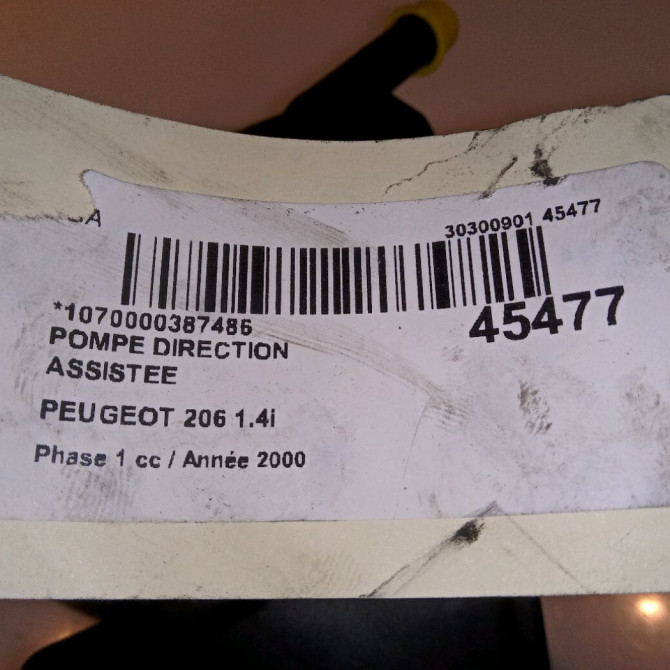 30300901 45477
*1070000387486
45477
POMPE DIRECTION
ASSISTEE
PEUGEOT 206 1.4i
Phase 1 cc / Année 2000